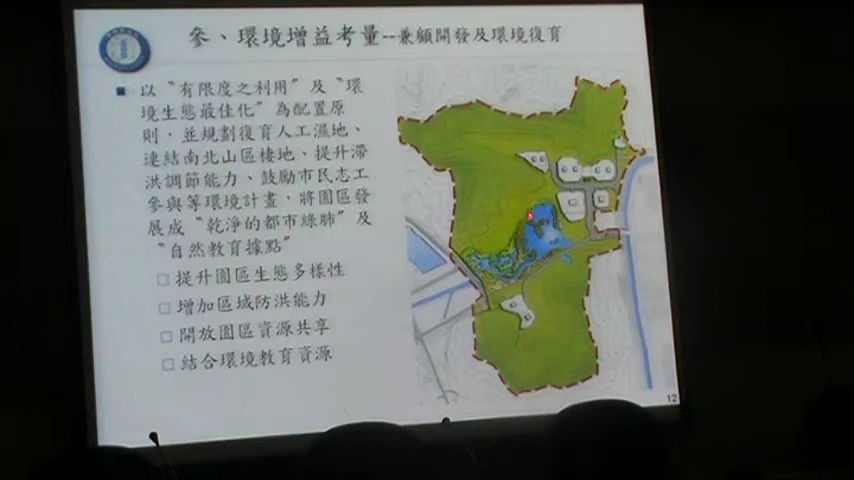 參、環境增益考量--兼顧開發及環境復育
以〝有限度之利用〞及〝環
境生態最佳化〞為配置原
則，並規劃復育人工濕地、
連結南北山區棲地、提升滯
洪調節能力、鼓勵市民志工
參與等環境計畫，將園區發
展成〝乾淨的都市綠肺〞及
〝自然教育據點〞
提升園區生態多樣性
增加區域防洪能力
開放園區資源共享
結合環境教育資源
12